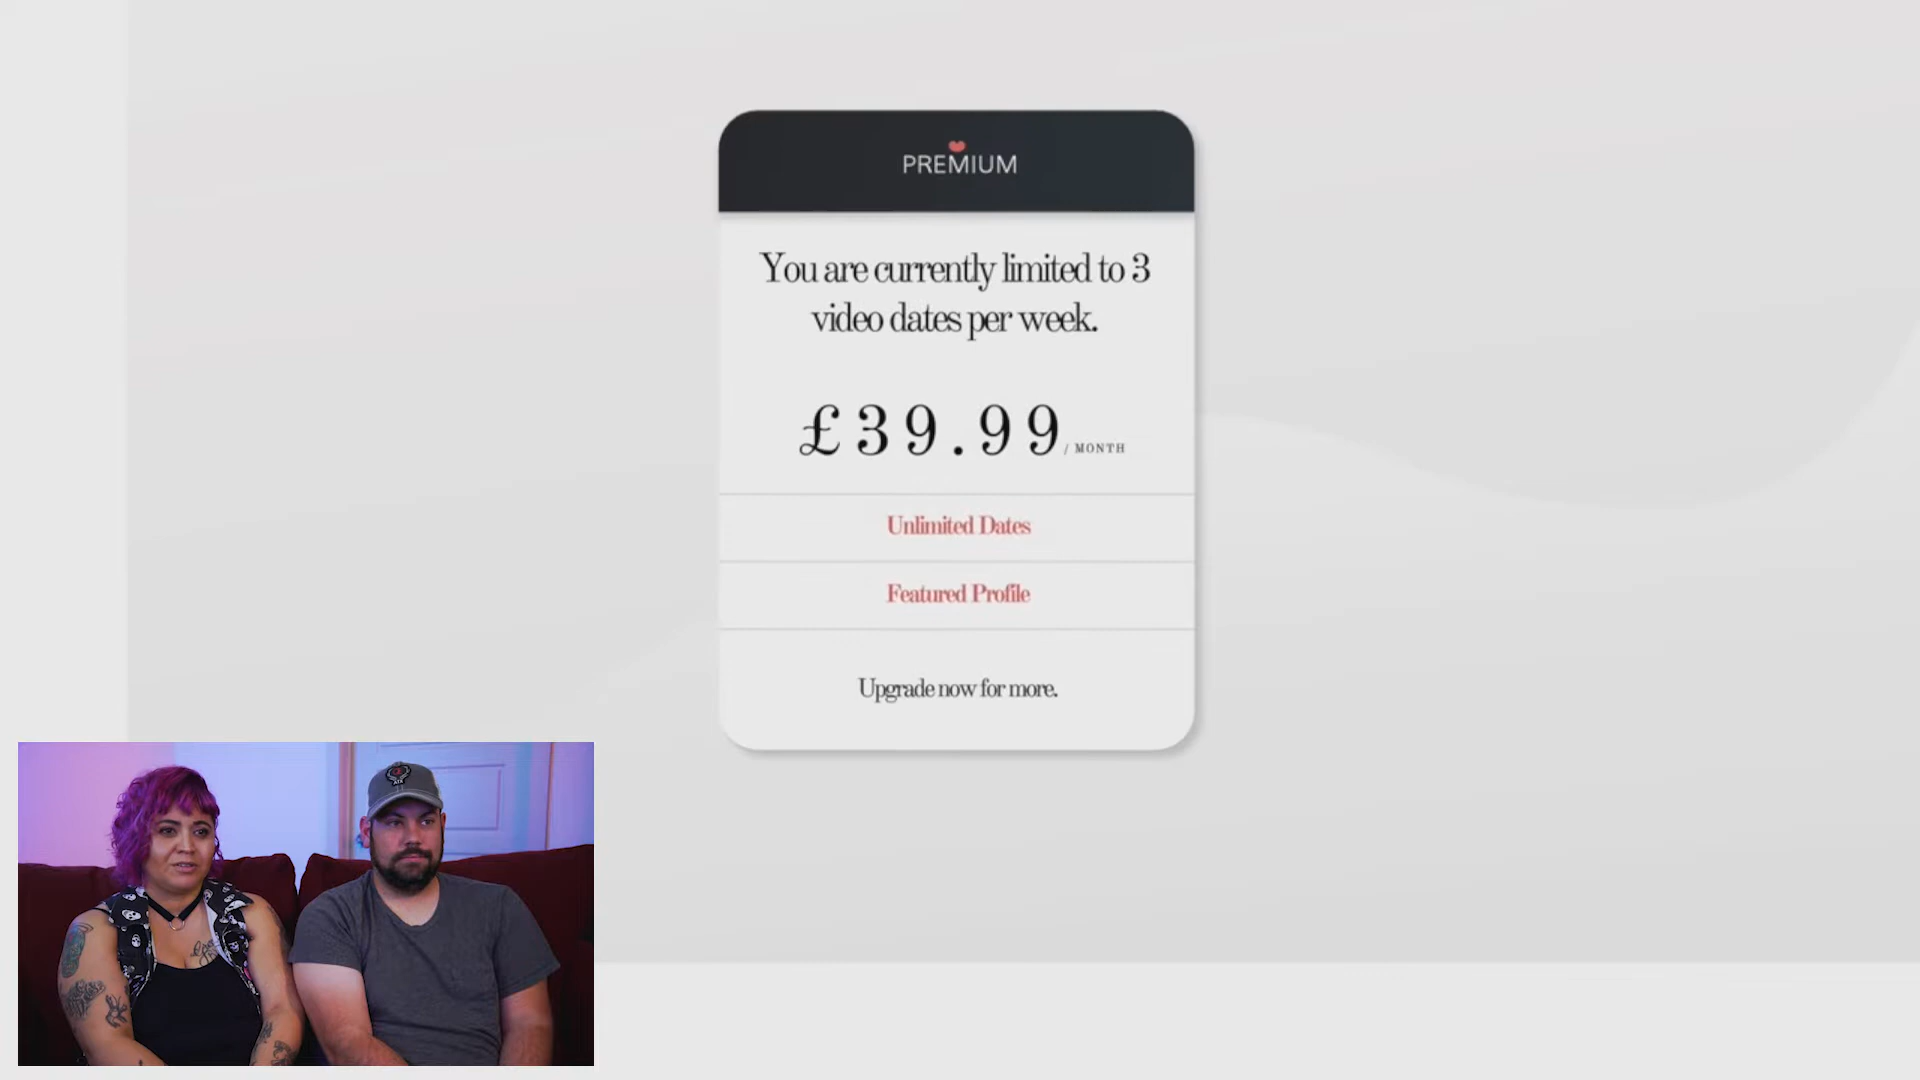 PREMIUM
You are currently limited to 3
video dates per week.
£39.99/ MONTH
Unlimited Dates
Featured Profile
Upgrade now for more.